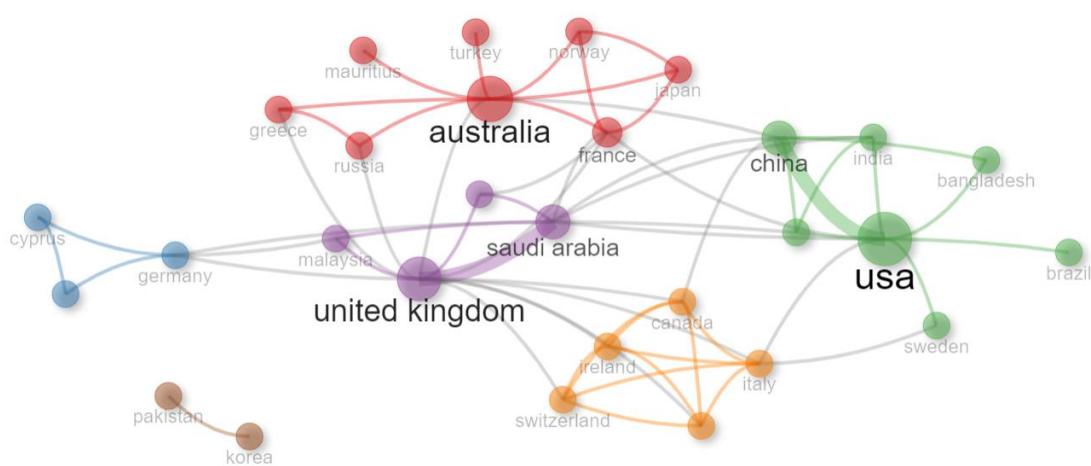 turkey
norway
mauritius
japan
greece
australia
russia
france
china
india
bangladesh
cyprus
malaysia
saudi arabia
germany
usa
brazil
united kingdom
canada
sweden
ireland
italy
switzerland
pakistan
korea